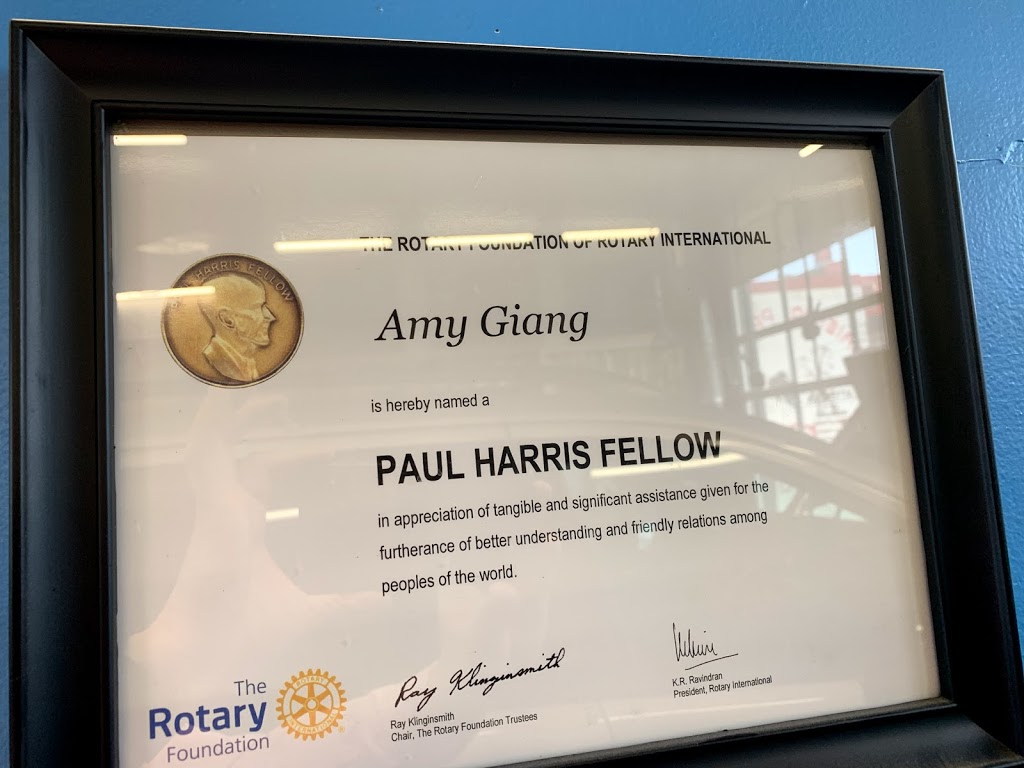 THE ROTARY FOUNDATION OF ROTARY INTERNATIONAL
HARRIS FELLOW
Amy Giang
is hereby named a
PAUL HARRIS FELLOW
in appreciation of tangible and significant assistance given for the
furtherance of better understanding and friendly relations among
peoples of the world.
The
Rotary
Foundation
ROTARY
INTERNATIONAL
Ray Klinginsmith
Ray Klinginsmith
Chair, The Rotary Foundation Trustees
K.R. Ravindran
President, Rotary International